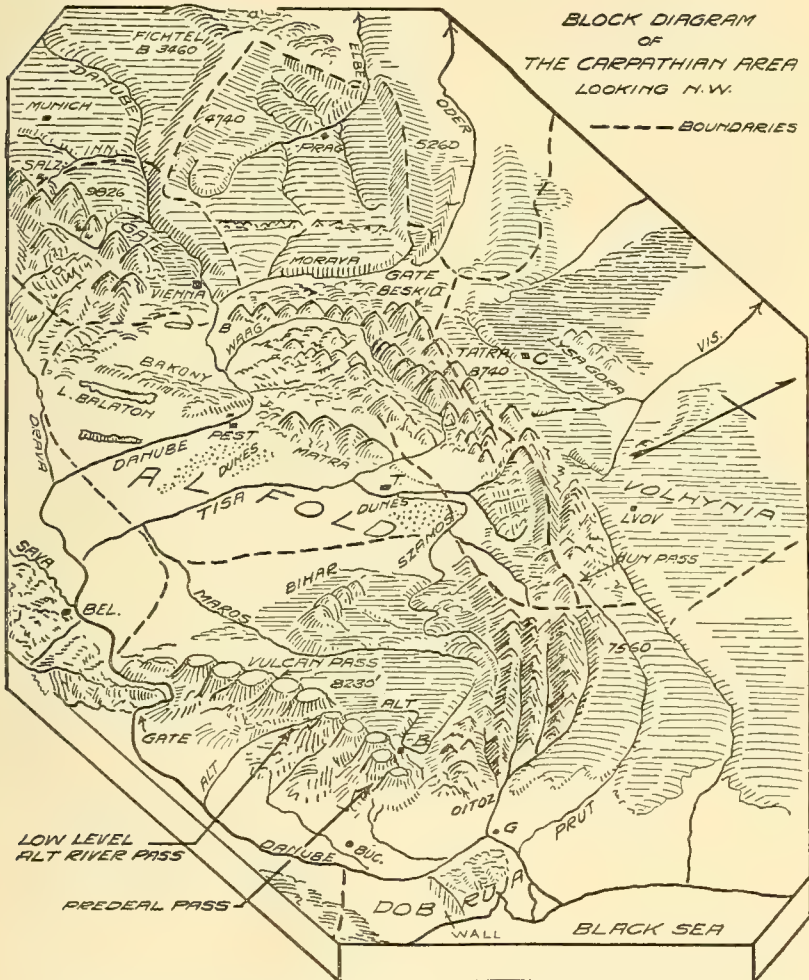 BLOCK DIAGRAM
OF
THE CARPATHIAN AREA
LOOKING N.W.
BOUNDARIES
FICHTEL
B 3460
ELBE
DANUBE
ODER
MUNICH
4740
PRAG
5260
INN
SALZ
9826
GATE
MORAVA
VIENNA
GATE
BESKID
B
WAAG
TATRA
8740
C
LYSA GORA
VIS.
BAKONY
L. BALATON
DRAVA
PEST
DANUBE
DUNES
MATRA
ALFOLD
T
TISA
DUNES
VOLHYNIA
LVOV
SZAMOS
SAVA
HUN PASS
BIHAR
BEL.
MAROS
7560
VULCAN PASS
8230'
ALT
GATE
B
ALT
OITOZ
G
PRUT
LOW LEVEL
ALT RIVER PASS
DANUBE
BUC.
PREDEAL PASS
DOBRUJA
WALL
BLACK SEA